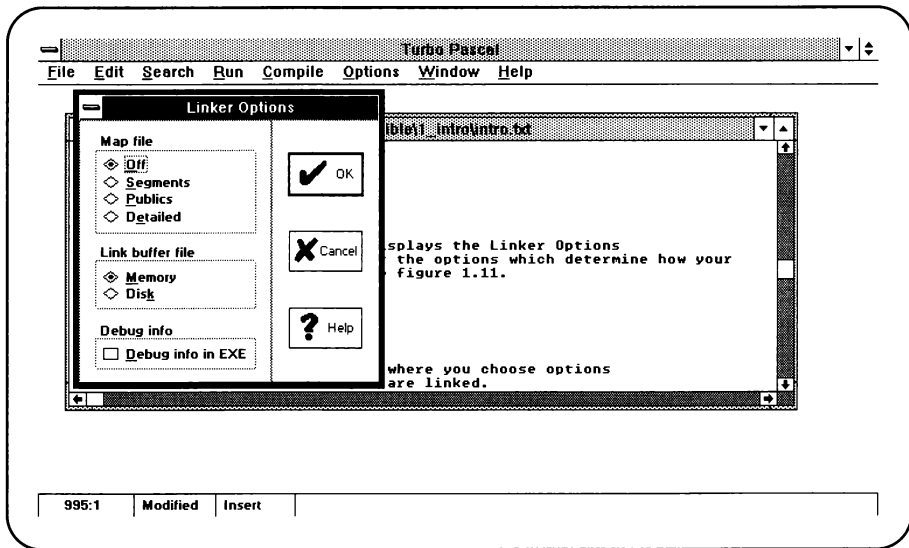 Turbo Pascal
File Edit Search Run Compile Options Window Help
Linker Options
ible\1_intro\intro.txt
Map file
Off
Segments
Publics
Detailed
OK
Link buffer file
Memory
Disk
Cancel
Debug info
Debug info in EXE
Help
splays the Linker Options
the options which determine how your
figure 1.11.
where you choose options
are linked.
995:1 Modified Insert